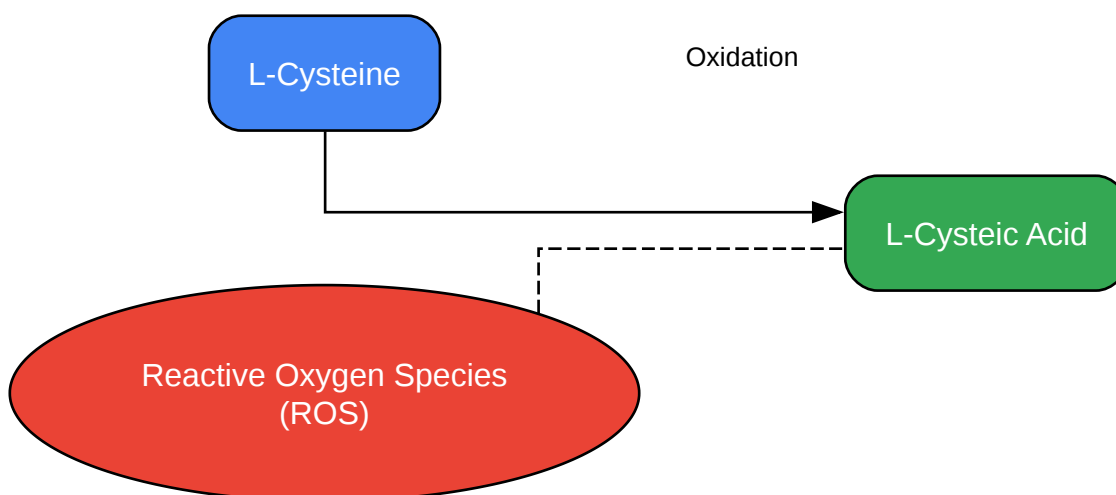 L-Cysteine
Oxidation
L-Cysteic Acid
Reactive Oxygen Species
(ROS)